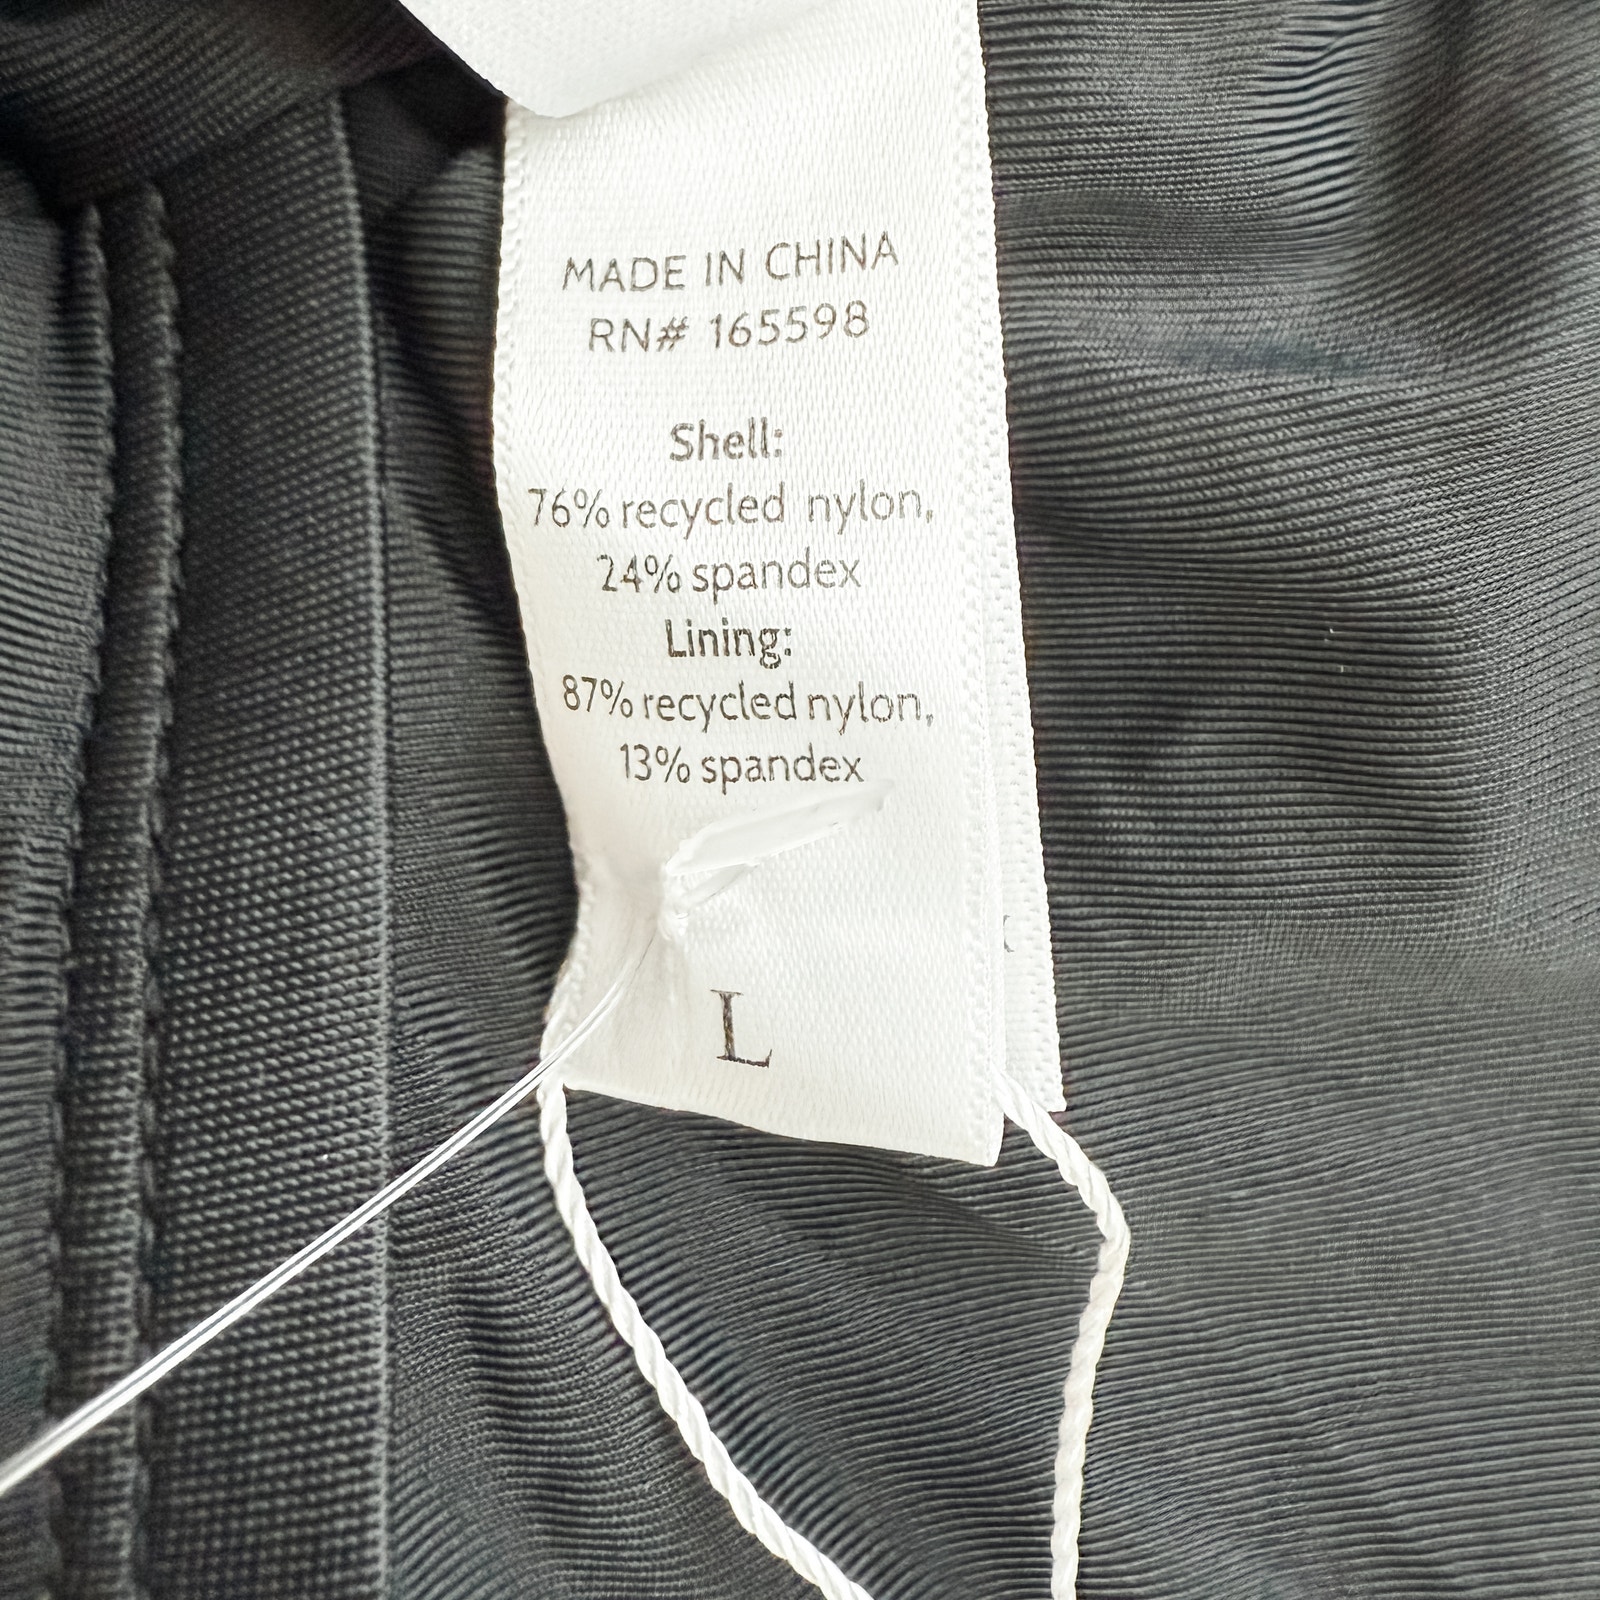 MADE IN CHINA
RN# 165598
Shell:
76% recycled nylon,
24% spandex
Lining:
87% recycled nylon,
13% spandex
L